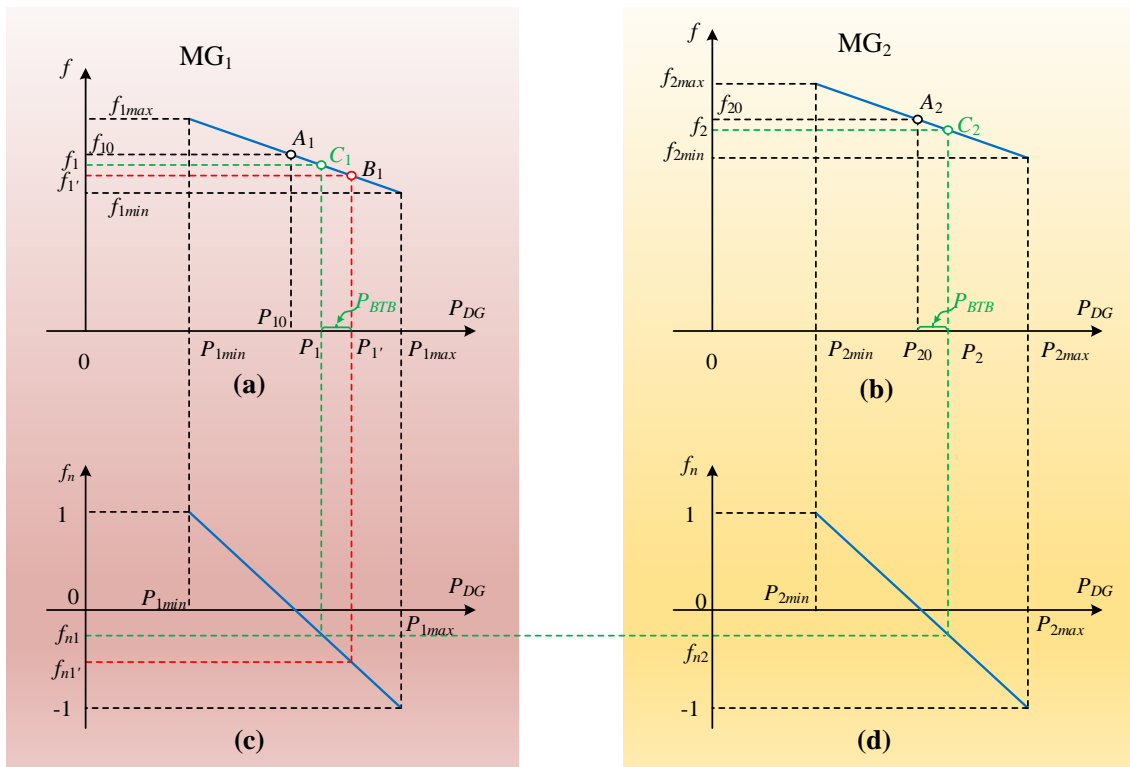 MG1
f
f1max
f10
A1
f1
C1
f1'
B1
f1min
PBTB
P10
PDG
P1min
P1
P1'
P1max
0
(a)
MG2
f
f2max
f20
A2
f2
C2
f2min
PBTB
PDG
P2min
P20
P2
P2max
0
(b)
fn
1
0
P1min
PDG
P1max
fn1
fn1'
-1
(c)
fn
1
0
P2min
PDG
P2max
fn2
-1
(d)